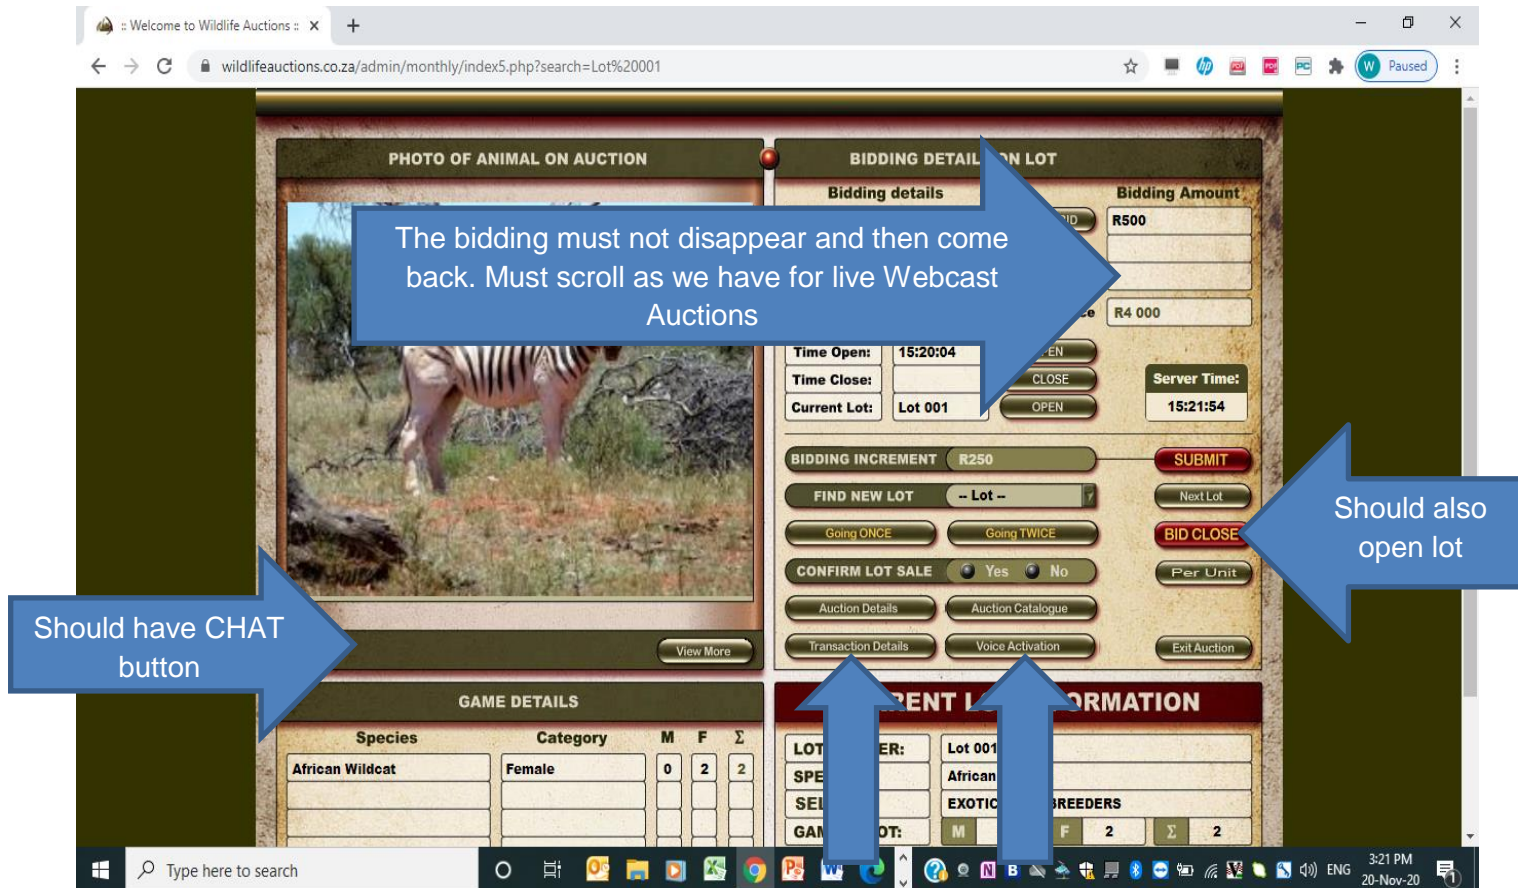 :: Welcome to Wildlife Auctions ::
wildlifeauctions.co.za/admin/monthly/index5.php?search=Lot%20001
W Paused
PHOTO OF ANIMAL ON AUCTION
BIDDING DETAIL ON LOT
Bidding details Bidding Amount
The bidding must not disappear and then come
back. Must scroll as we have for live Webcast
Auctions
R500
R4 000
Time Open: 15:20:04
Time Close: CLOSE
Server Time:
Current Lot: Lot 001 OPEN
15:21:54
BIDDING INCREMENT R250 SUBMIT
FIND NEW LOT -- Lot -- Next Lot
Going ONCE Going TWICE BID CLOSE
Should also
open lot
CONFIRM LOT SALE Yes No Per Unit
Auction Details Auction Catalogue
Should have CHAT
button
View More
Transaction Details Voice Activation Exit Auction
GAME DETAILS
Species Category M F Σ
African Wildcat Female 0 2 2
RENT L ORMATION
LOT ER: Lot 001
SPE African
SEL EXOTIC BREEDERS
GAM OT: M F 2 Σ 2
Type here to search
ENG
3:21 PM
20-Nov-20